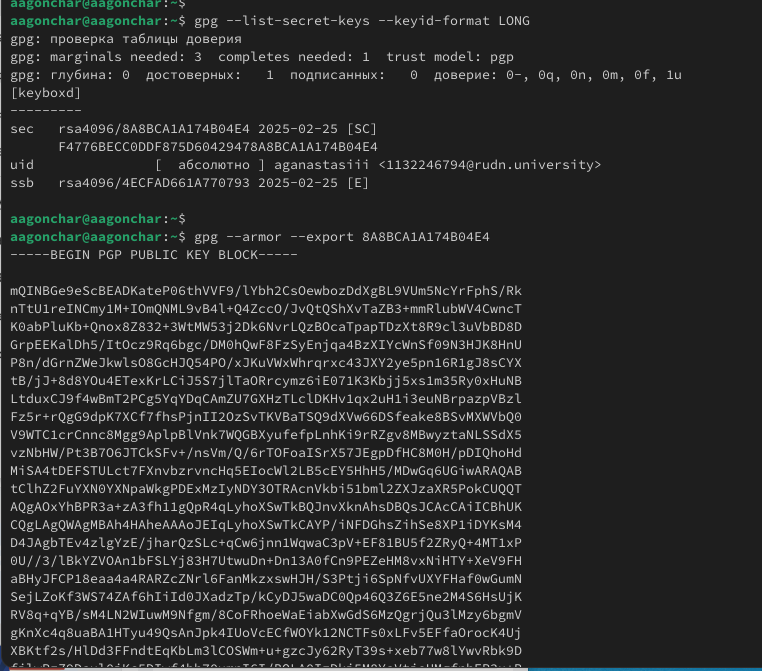 aagonchar@aagonchar:~$
aagonchar@aagonchar:~$ gpg --list-secret-keys --keyid-format LONG
gpg: проверка таблицы доверия
gpg: marginals needed: 3  completes needed: 1  trust model: pgp
gpg: глубина: 0  достоверных:   1  подписанных:   0  доверие: 0-, 0q, 0n, 0m, 0f, 1u
[keyboxd]
---------
sec   rsa4096/8A8BCA1A174B04E4 2025-02-25 [SC]
      F4776BECC0DDF875D60429478A8BCA1A174B04E4
uid               [  абсолютно ] aganastasiii <1132246794@rudn.university>
ssb   rsa4096/4ECFAD661A770793 2025-02-25 [E]
aagonchar@aagonchar:~$
aagonchar@aagonchar:~$ gpg --armor --export 8A8BCA1A174B04E4
-----BEGIN PGP PUBLIC KEY BLOCK-----
mQINBGe9eScBEADKateP06thVVF9/lYbh2CsOewbozDdXgBL9VUm5NcYrFphS/Rk
nTtU1reINCmy1M+IOmQNML9vB4l+Q4ZccO/JvQtQShXvTaZB3+mmRlubWV4CwncT
K0abPluKb+Qnox8Z832+3WtMW53j2Dk6NvrLQzBOcaTpapTDzXt8R9cl3uVbBD8D
GrpEEKalDh5/ItOcz9Rq6bgc/DM0hQwF8FzSyEnjqa4BzXIYcWnSf09N3HJK8HnU
P8n/dGrnZWeJkwlsO8GcHJQ54PO/xJKuVWxWhrqrxc43JXY2ye5pn16R1gJ8sCYX
tB/jJ+8d8YOu4ETexKrLCiJ5S7jlTaORrcymz6iE071K3Kbjj5xs1m35Ry0xHuNB
LtduxCJ9f4wBmT2PCg5YqYDqCAmZU7GXHzTLclDKHv1qx2uH1i3euNBrpazpVBzl
Fz5r+rQgG9dpK7XCf7fhsPjnII2OzSvTKVBaTSQ9dXVw66DSfeake8BSvMXWVbQ0
V9WTC1crCnnc8Mgg9AplpBlVnk7WQGBXyufefpLnhKi9rRZgv8MBwyztaNLSSdX5
vzNbHW/Pt3B7O6JTCkSFv+/nsVm/Q/6rTOFoaISrX57JEgpDfHC8M0H/pDIQhoHd
MiSA4tDEFSTULct7FXnvbzrvncHq5EIocWl2LB5cEY5HhH5/MDwGq6UGiwARAQAB
tClhZ2FuYXN0YXNpaWkgPDExMzIyNDY3OTRAcnVkbi51bml2ZXJzaXR5PokCUQQT
AQgAOxYhBPR3a+zA3fh11gQpR4qLyhoXSwTkBQJnvXknAhsDBQsJCAcCAiICBhUK
CQgLAgQWAgMBAh4HAheAAAoJEIqLyhoXSwTkCAYP/iNFDGhsZihSe8XP1iDYKsM4
D4JAgbTEv4zlgYzE/jharQzSLc+qCw6jnn1WqwaC3pV+EF81BU5f2ZRyQ+4MT1xP
0U//3/lBkYZVOAn1bFSLYj83H7UtwuDn+Dn13A0fCn9PEZeHM8vxNiHTY+XeV9FH
aBHyJFCP18eaa4a4RARZcZNrl6FanMkzxswHJH/S3Ptji6SpNfvUXYFHaf0wGumN
SejLZoKf3WS74ZAf6hIiId0JXadzTp/kCyDJ5waDC0Qp46Q3Z6E5ne2M4S6HsUjK
RV8q+qYB/sM4LN2WIuwM9Nfgm/8CoFRhoeWaEiabXwGdS6MzQgrjQu3lMzy6bgmV
gKnXc4q8uaBA1HTyu49QsAnJpk4IUoVcECfWOYk12NCTFs0xLFv5EFfaOrocK4Uj
XBKtf2s/HlDd3FFndtEqKbLm3lCOSWm+u+gzcJy62RyT39s+xeb77w8lYwvRbk9D